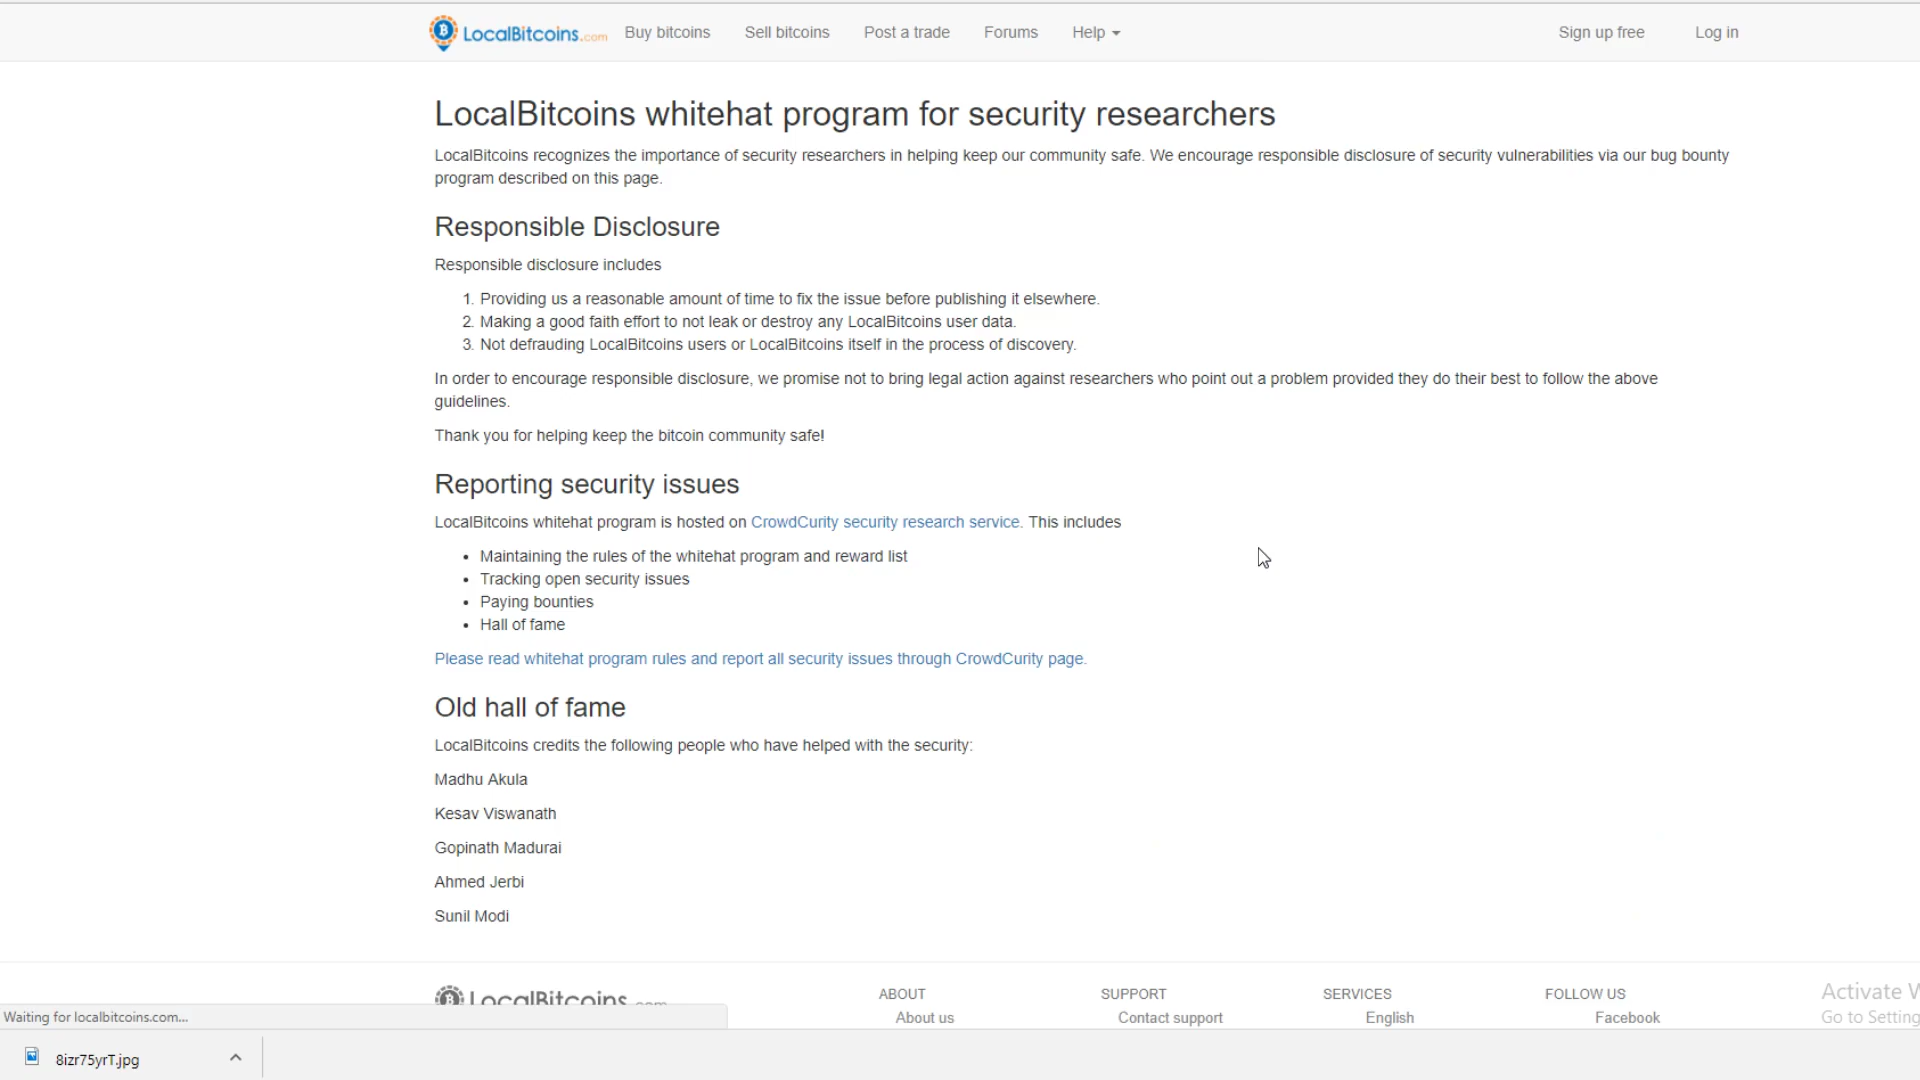 LocalBitcoins.com Buy bitcoins Sell bitcoins Post a trade Forums Help Sign up free Log in
LocalBitcoins whitehat program for security researchers
LocalBitcoins recognizes the importance of security researchers in helping keep our community safe. We encourage responsible disclosure of security vulnerabilities via our bug bounty
program described on this page.
Responsible Disclosure
Responsible disclosure includes
1. Providing us a reasonable amount of time to fix the issue before publishing it elsewhere.
2. Making a good faith effort to not leak or destroy any LocalBitcoins user data.
3. Not defrauding LocalBitcoins users or LocalBitcoins itself in the process of discovery.
In order to encourage responsible disclosure, we promise not to bring legal action against researchers who point out a problem provided they do their best to follow the above
guidelines.
Thank you for helping keep the bitcoin community safe!
Reporting security issues
LocalBitcoins whitehat program is hosted on CrowdCurity security research service. This includes
• Maintaining the rules of the whitehat program and reward list
• Tracking open security issues
• Paying bounties
• Hall of fame
Please read whitehat program rules and report all security issues through CrowdCurity page.
Old hall of fame
LocalBitcoins credits the following people who have helped with the security:
Madhu Akula
Kesav Viswanath
Gopinath Madurai
Ahmed Jerbi
Sunil Modi
LocalBitcoins.com ABOUT SUPPORT SERVICES FOLLOW US Activate W
Waiting for localbitcoins.com... About us Contact support English Facebook Go to Setting
8izr75yrT.jpg